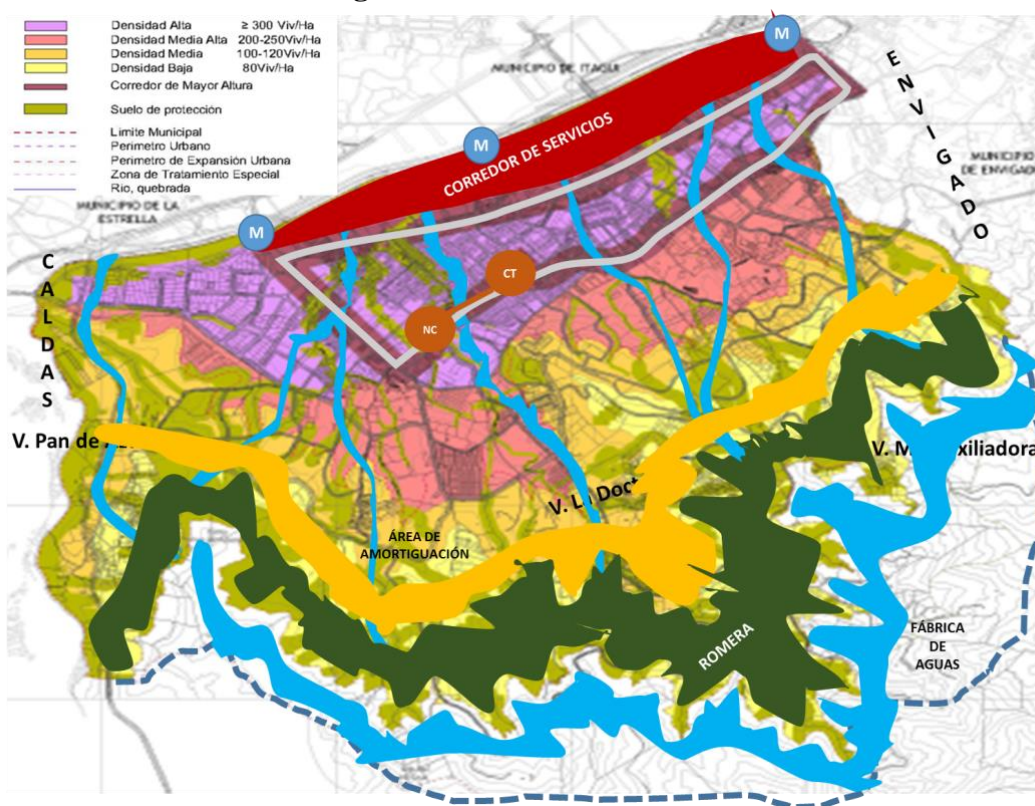 Densidad Alta ≥ 300 Viv/Ha
Densidad Media Alta 200-250Viv/Ha
Densidad Media 100-120Viv/Ha
Densidad Baja 80Viv/Ha
Corredor de Mayor Altura
Suelo de protección
Limite Municipal
Perimetro Urbano
Perimetro de Expansión Urbana
Zona de Tratamiento Especial
Rio, quebrada
M
MUNICIPIO DE ITAGUI
ENVIGADO
CORREDOR DE SERVICIOS
M
MUNICIPIO
DE ENVIGADO
MUNICIPIO DE LA
ESTRELLA
M
CALDAS
CT
NC
V. Pan de
V. La Doct
ÁREA DE
AMORTIGUACIÓN
ROMERA
FÁBRICA
DE
AGUAS